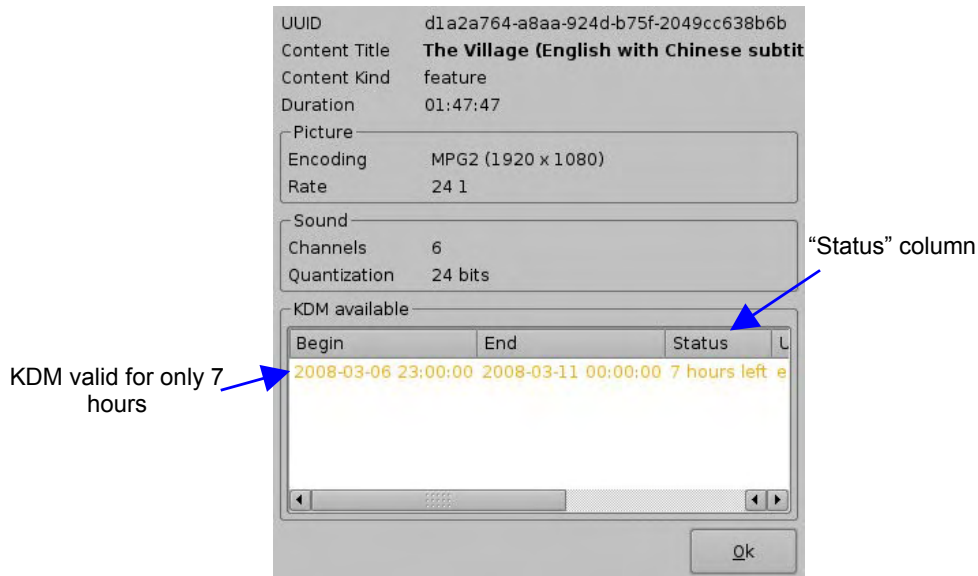 UUID d1a2a764-a8aa-924d-b75f-2049cc638b6b
Content Title The Village (English with Chinese subtit
Content Kind feature
Duration 01:47:47
Picture
Encoding MPG2 (1920 x 1080)
Rate 24 1
Sound
Channels 6
Quantization 24 bits
“Status” column
KDM available
Begin End Status U
2008-03-06 23:00:00 2008-03-11 00:00:00 7 hours left e
KDM valid for only 7
hours
Ok